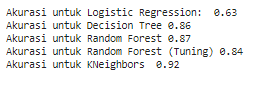 Akurasi untuk Logistic Regression:  0.63
Akurasi untuk Decision Tree 0.86
Akurasi untuk Random Forest 0.87
Akurasi untuk Random Forest (Tuning) 0.84
Akurasi untuk KNeighbors  0.92